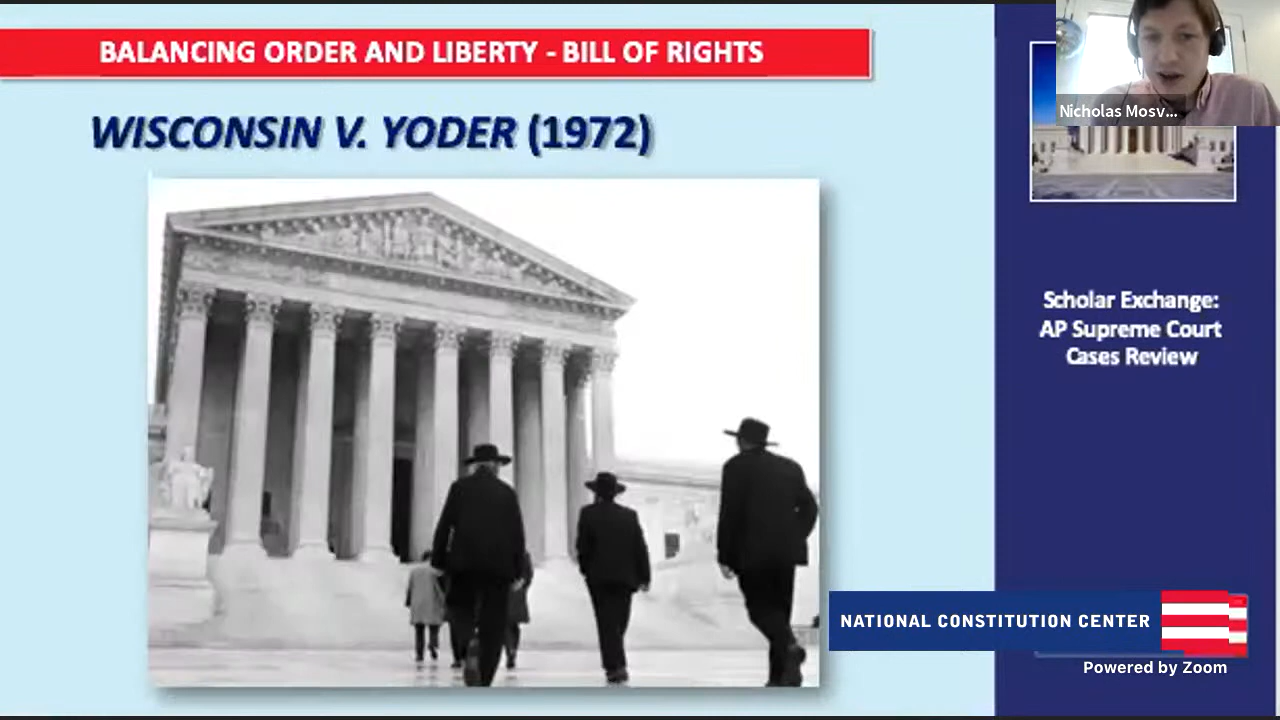 BALANCING ORDER AND LIBERTY - BILL OF RIGHTS
WISCONSIN V. YODER (1972)
Nicholas Mosv...
Scholar Exchange:
AP Supreme Court
Cases Review
NATIONAL CONSTITUTION CENTER
Powered by Zoom